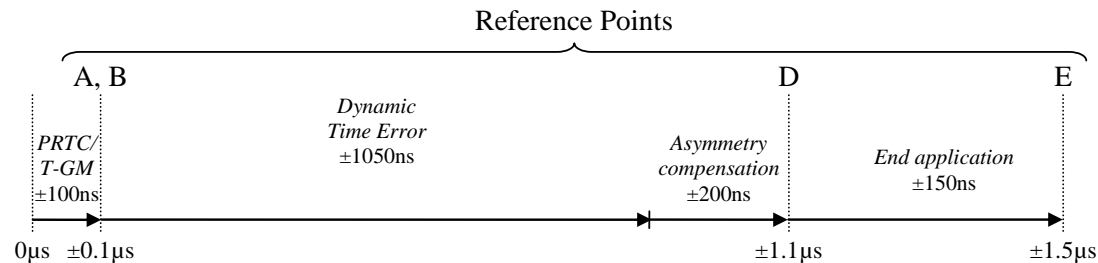 Reference Points
A, B
D
E
PRTC/
T-GM
±100ns
Dynamic
Time Error
±1050ns
Asymmetry
compensation
±200ns
End application
±150ns
0µs
±0.1µs
±1.1µs
±1.5µs